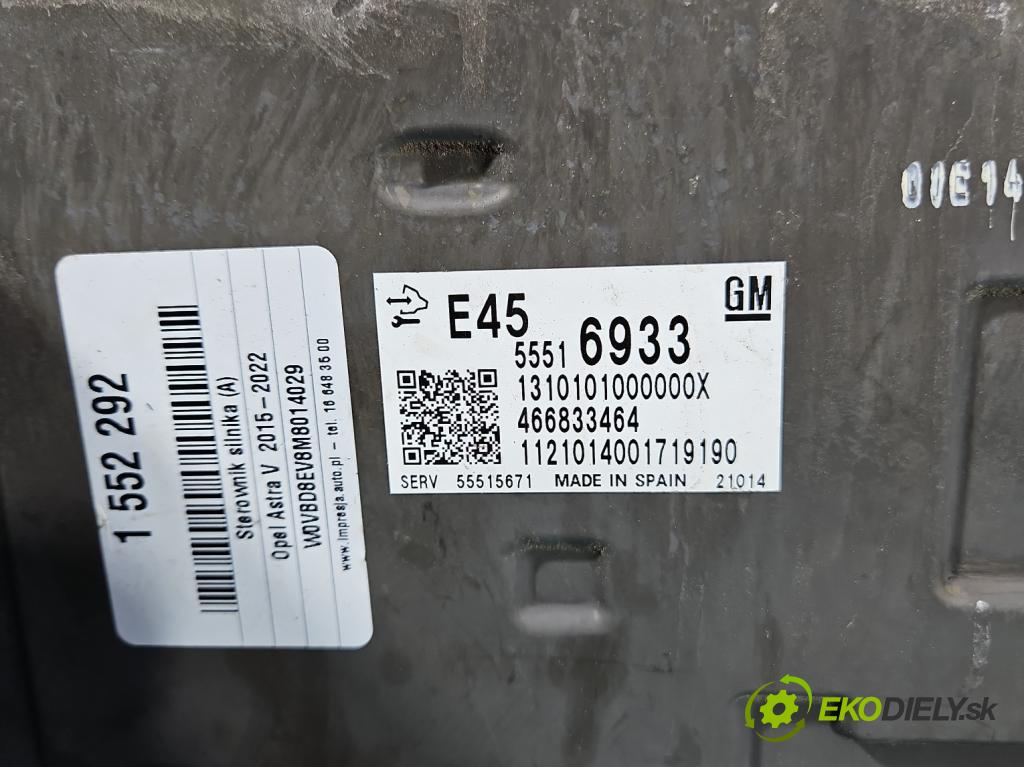 1 552 292
Sterownik silnika (A)
Opel Astra V 2015-2022
W0VBD8EV8M8014029
www.impresja.auto.pl - tel. 16 648 35 00
E45
GM
5551 6933
1310101000000X
466833464
1121014001719190
SERV 55515671 MADE IN SPAIN 21014
EKODIELY.sk